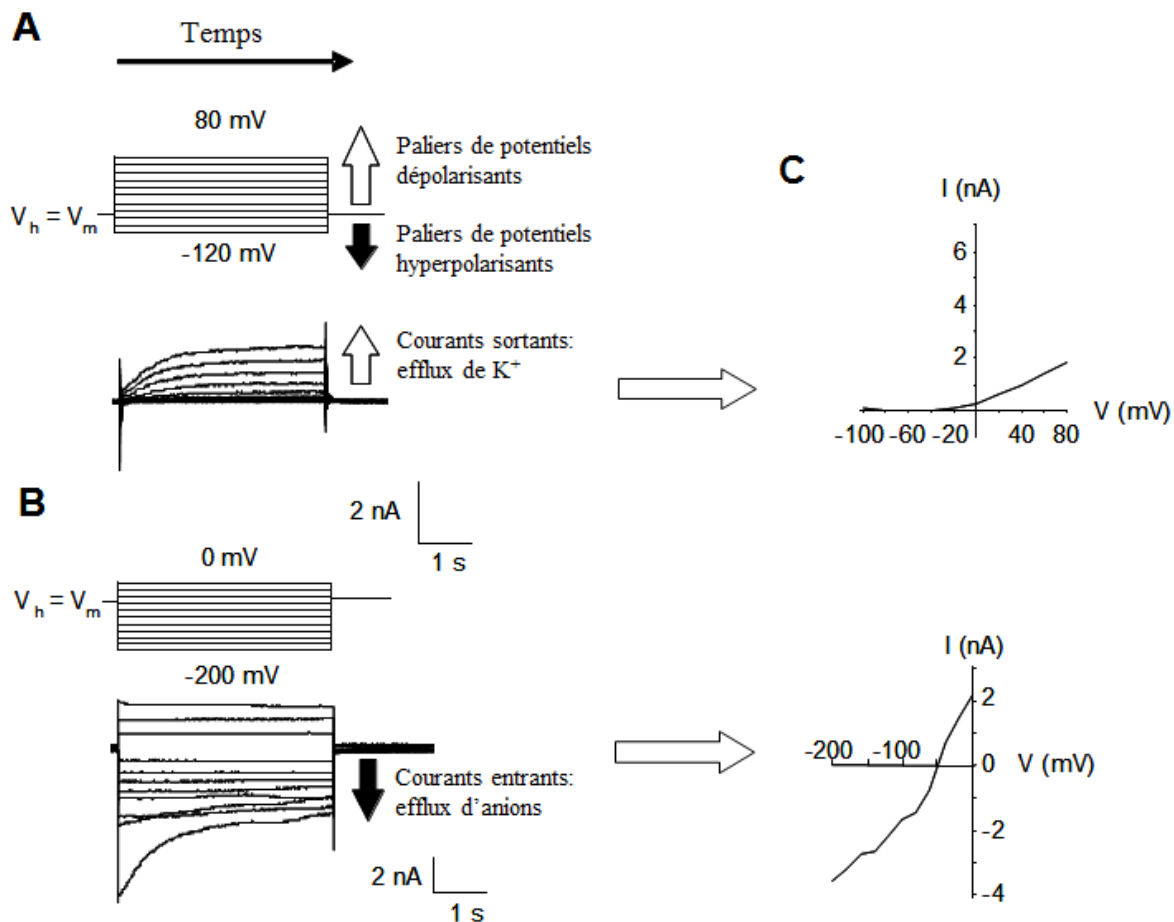 A
Temps
80 mV
Paliers de potentiels
dépolarisants
V h = V m
Paliers de potentiels
hyperpolarisants
-120 mV
Courants sortants:
efflux de K+
C
I (nA)
6
4
2
-100 -60 -20 40 80
V (mV)
B
2 nA
1 s
0 mV
V h = V m
-200 mV
Courants entrants:
efflux d'anions
2 nA
1 s
I (nA)
2
-200 -100
0
V (mV)
-2
-4